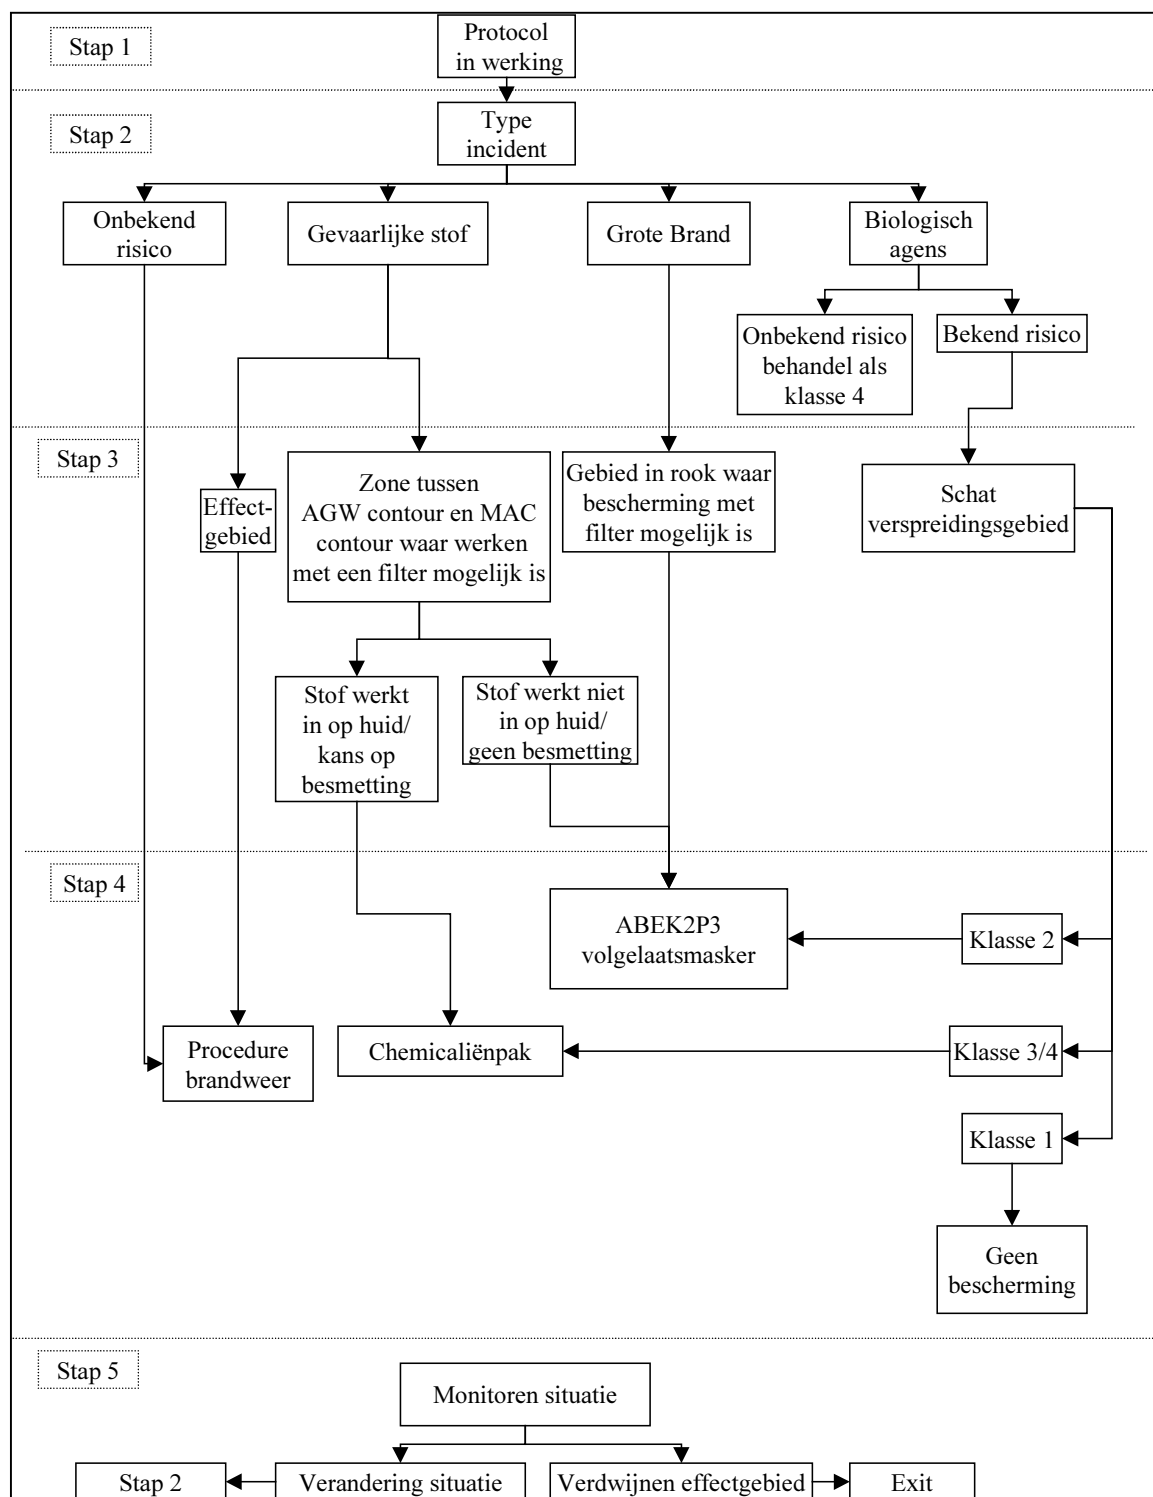 Stap 1
Protocol
in werking
Stap 2
Type
incident
Onbekend
risico
Gevaarlijke stof
Grote Brand
Biologisch
agens
Onbekend risico
behandel als
klasse 4
Bekend risico
Stap 3
Effect-
gebied
Zone tussen
AGW contour en MAC
contour waar werken
met een filter mogelijk is
Gebied in rook waar
bescherming met
filter mogelijk is
Schat
verspreidingsgebied
Stof werkt
in op huid/
kans op
besmetting
Stof werkt niet
in op huid/
geen besmetting
Stap 4
ABEK2P3
volgelaatsmasker
Klasse 2
Procedure
brandweer
Chemicaliënpak
Klasse 3/4
Klasse 1
Geen
bescherming
Stap 5
Monitoren situatie
Stap 2
Verandering situatie
Verdwijnen effectgebied
Exit